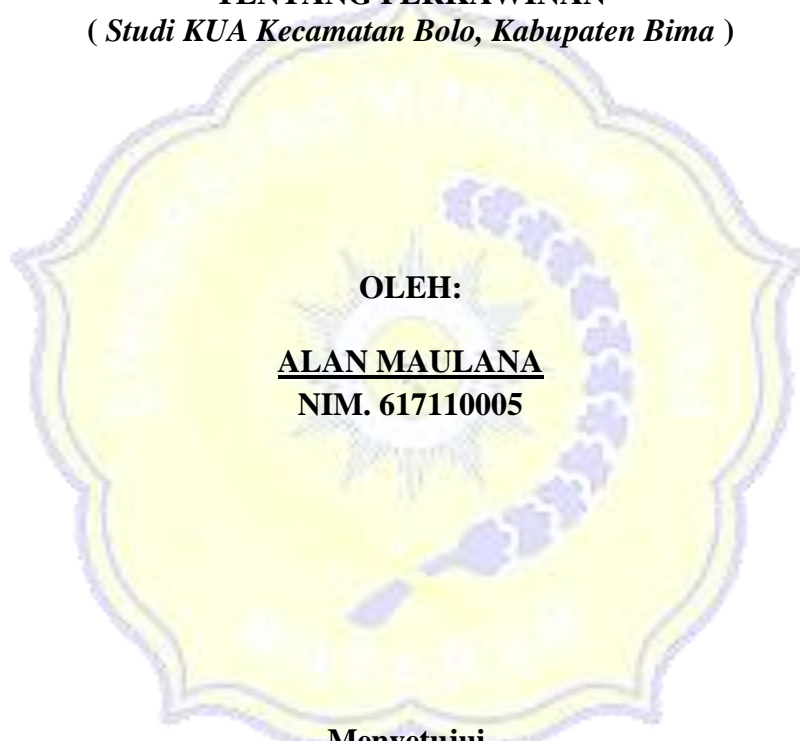 TENTANG PERKAWINAN
( Studi KUA Kecamatan Bolo, Kabupaten Bima )
OLEH:
ALAN MAULANA
NIM. 617110005
Menyetujui